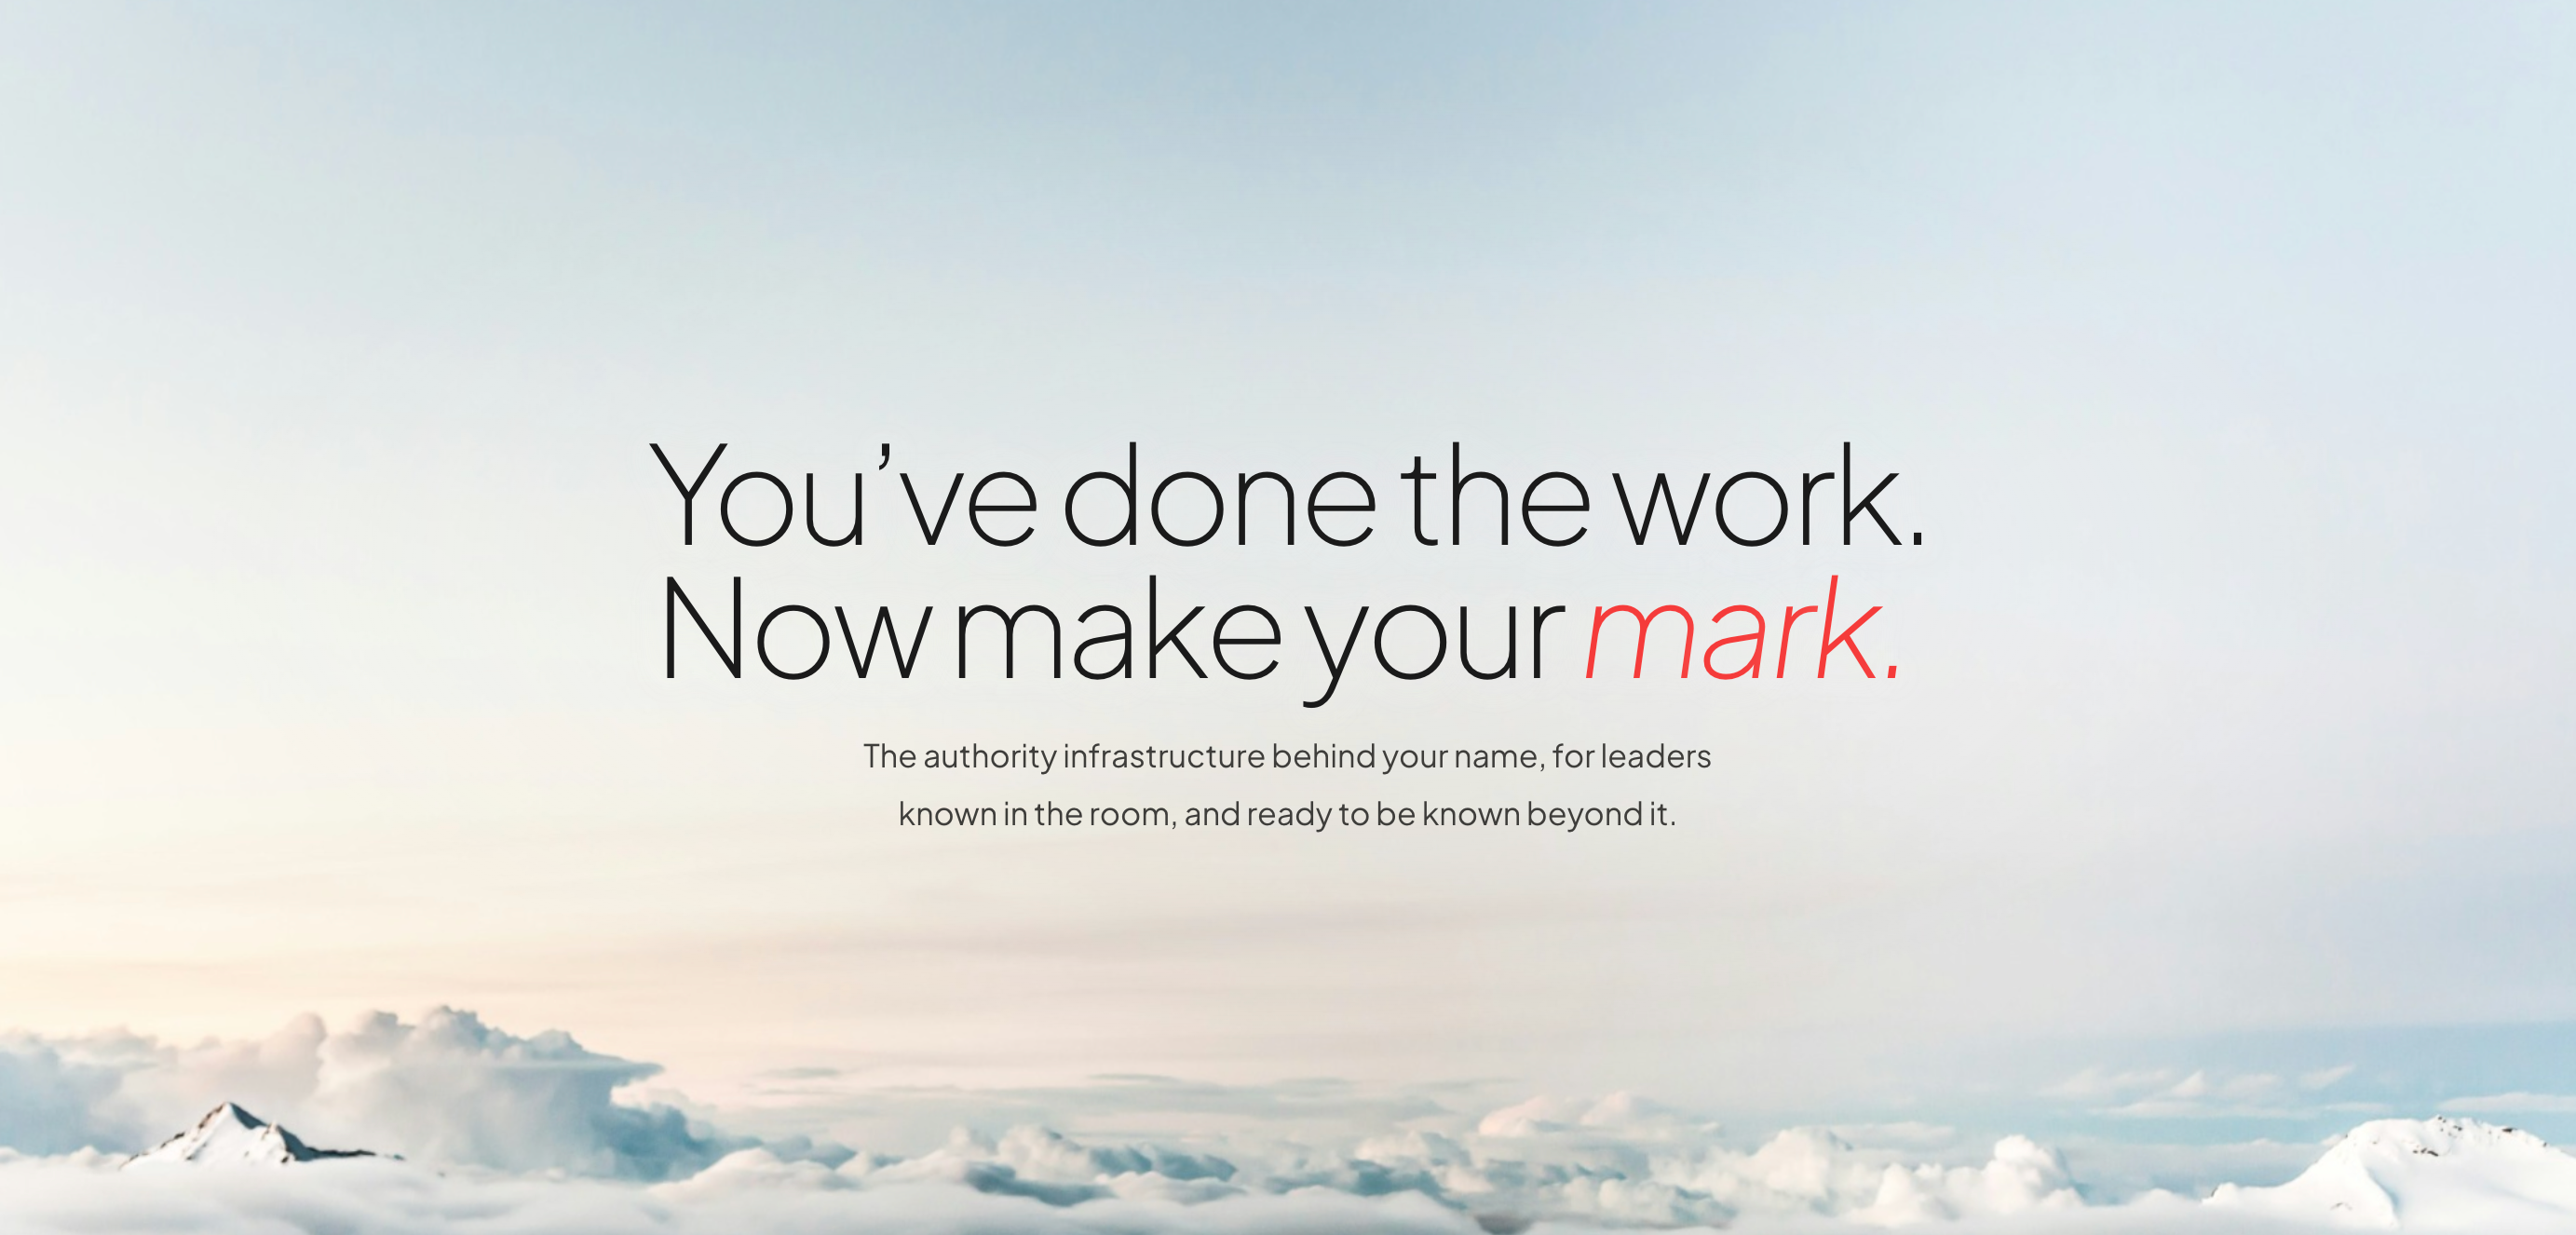 You’ve done the work.
Now make your mark.
The authority infrastructure behind your name, for leaders
known in the room, and ready to be known beyond it.